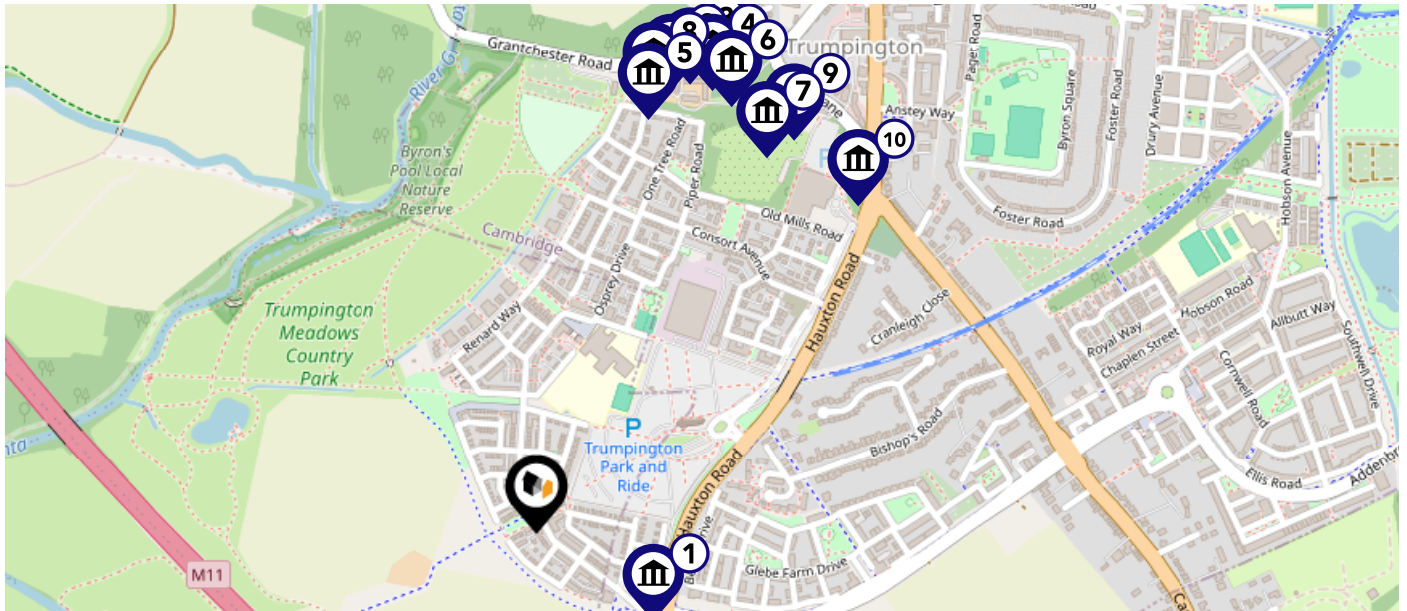 8
4
5
6
Grantchester Road
Trumpington
River G
9
7
Anstey Way
Pager Road
Byron Square
Foster Road
Drury Avenue
Hobson Avenue
10
Byron's
Pool Local
Nature
Reserve
One Tree Road
Piper Road
Old Mills Road
Foster Road
Cambridge
Consort Avenue
Osprey Drive
Hauxton Road
Cranleigh Close
Hobson Road
Allbutt Way
Royal Way
Chaplen Street
Southwell Drive
Trumpington
Meadows
Country
Park
Renard Way
Cornwell Road
P
Trumpington
Park and
Ride
Bishop's Road
Hauxton Road
Ellis Road
Addenbro
M11
1
Glebe Farm Drive